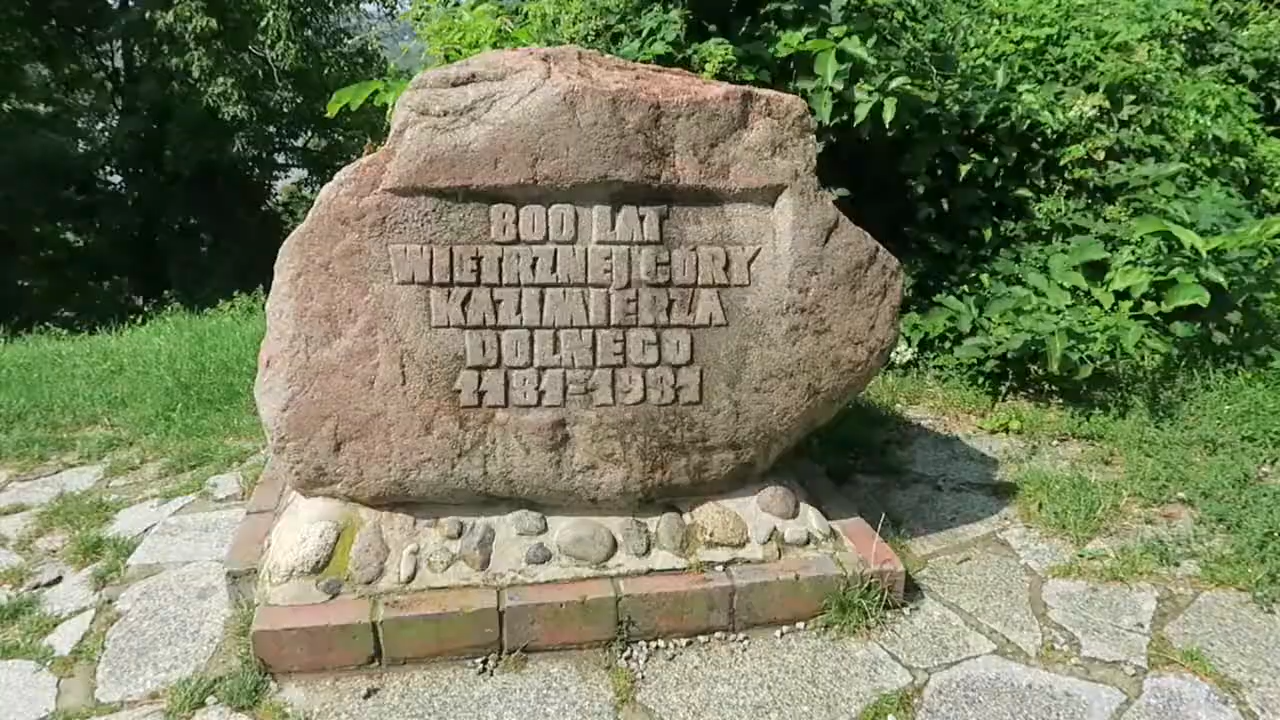 800 LAT
WIETRZNEJ GÓRY
KAZIMIERZA
DOLNEGO
1181-1981